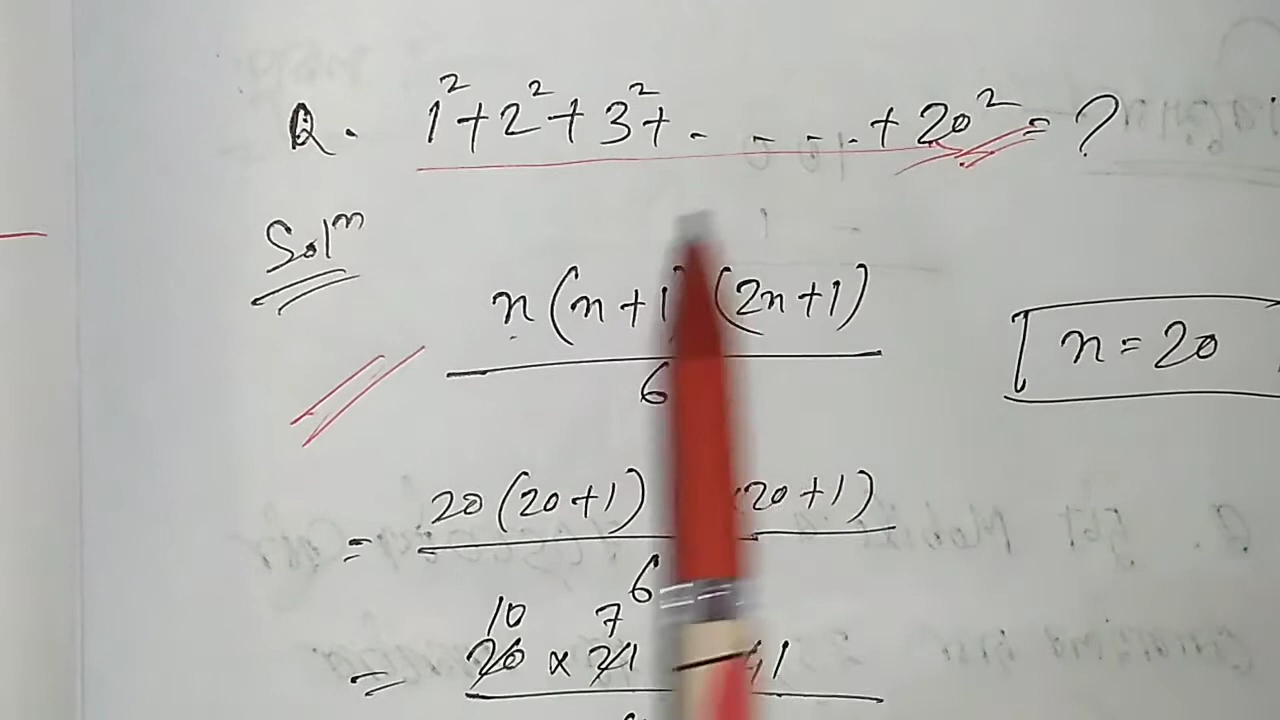 Q. 1² + 2² + 3² + - - - . + 20² = ?
Solⁿ
n(n+1)(2n+1)
6
n = 20
= 20(20+1) (20+1)
6
10 7
= 20 × 21 41